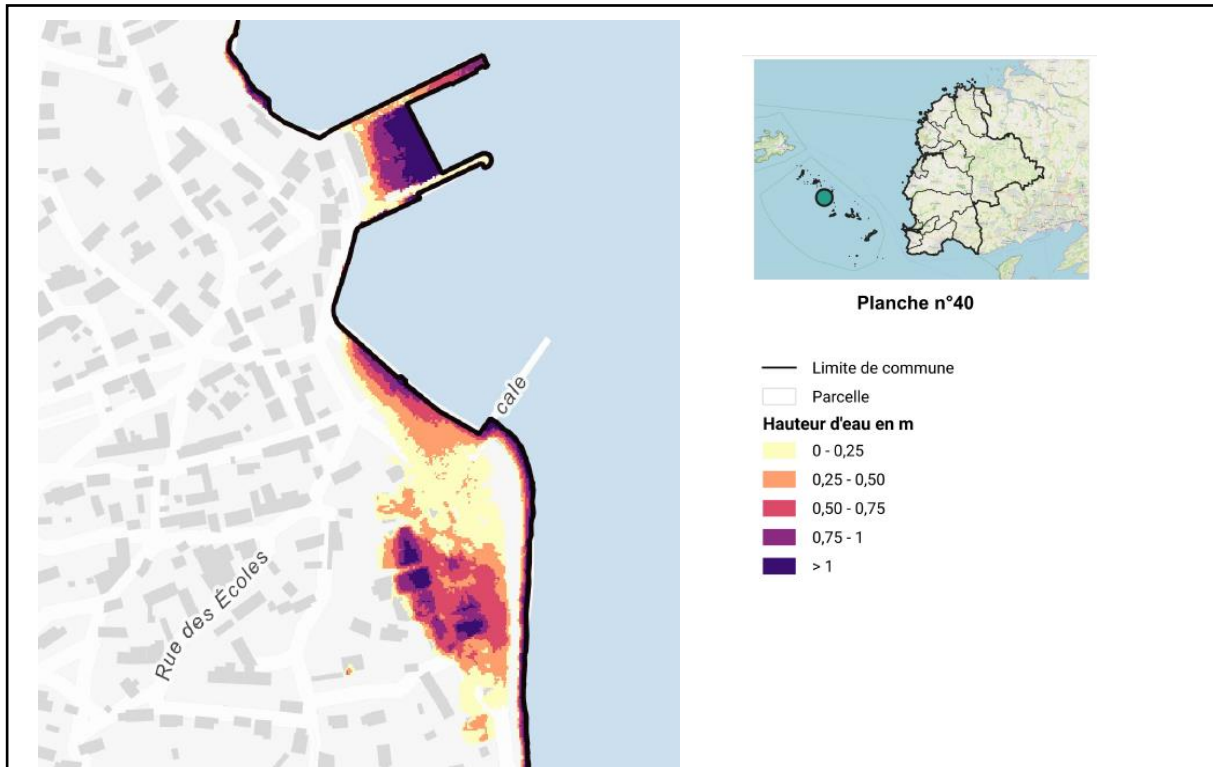 cale
Rue des Écoles
Planche n°40
Limite de commune
Parcelle
Hauteur d'eau en m
0 - 0,25
0,25 - 0,50
0,50 - 0,75
0,75 - 1
> 1